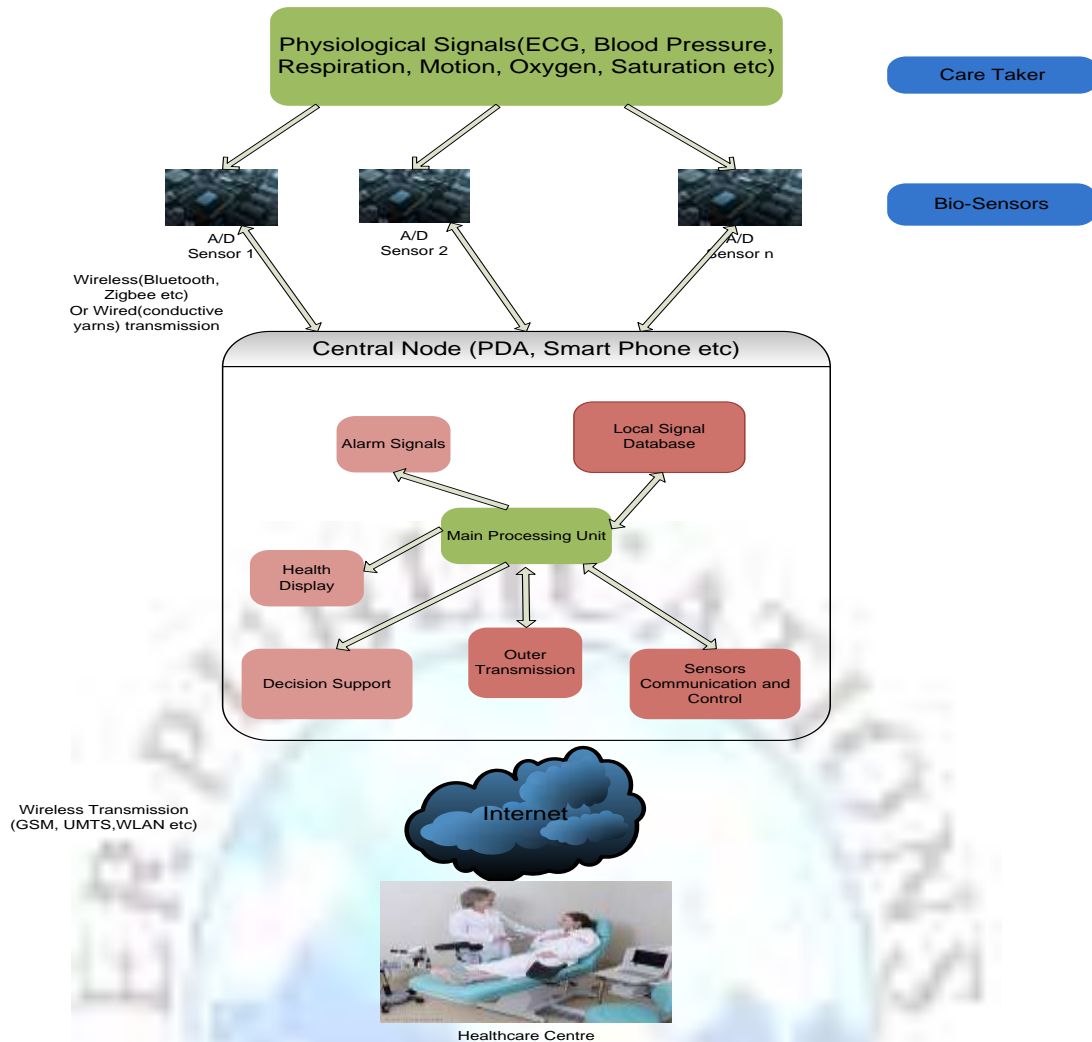 Physiological Signals(ECG, Blood Pressure,
Respiration, Motion, Oxygen, Saturation etc)
Care Taker
Bio-Sensors
A/D
Sensor 1
A/D
Sensor 2
A/D
Sensor n
Wireless(Bluetooth,
Zigbee etc)
Or Wired(conductive
yarns) transmission
Central Node (PDA, Smart Phone etc)
Alarm Signals
Local Signal
Database
Main Processing Unit
Health
Display
Decision Support
Outer
Transmission
Sensors
Communication and
Control
Wireless Transmission
(GSM, UMTS,WLAN etc)
Internet
Healthcare Centre